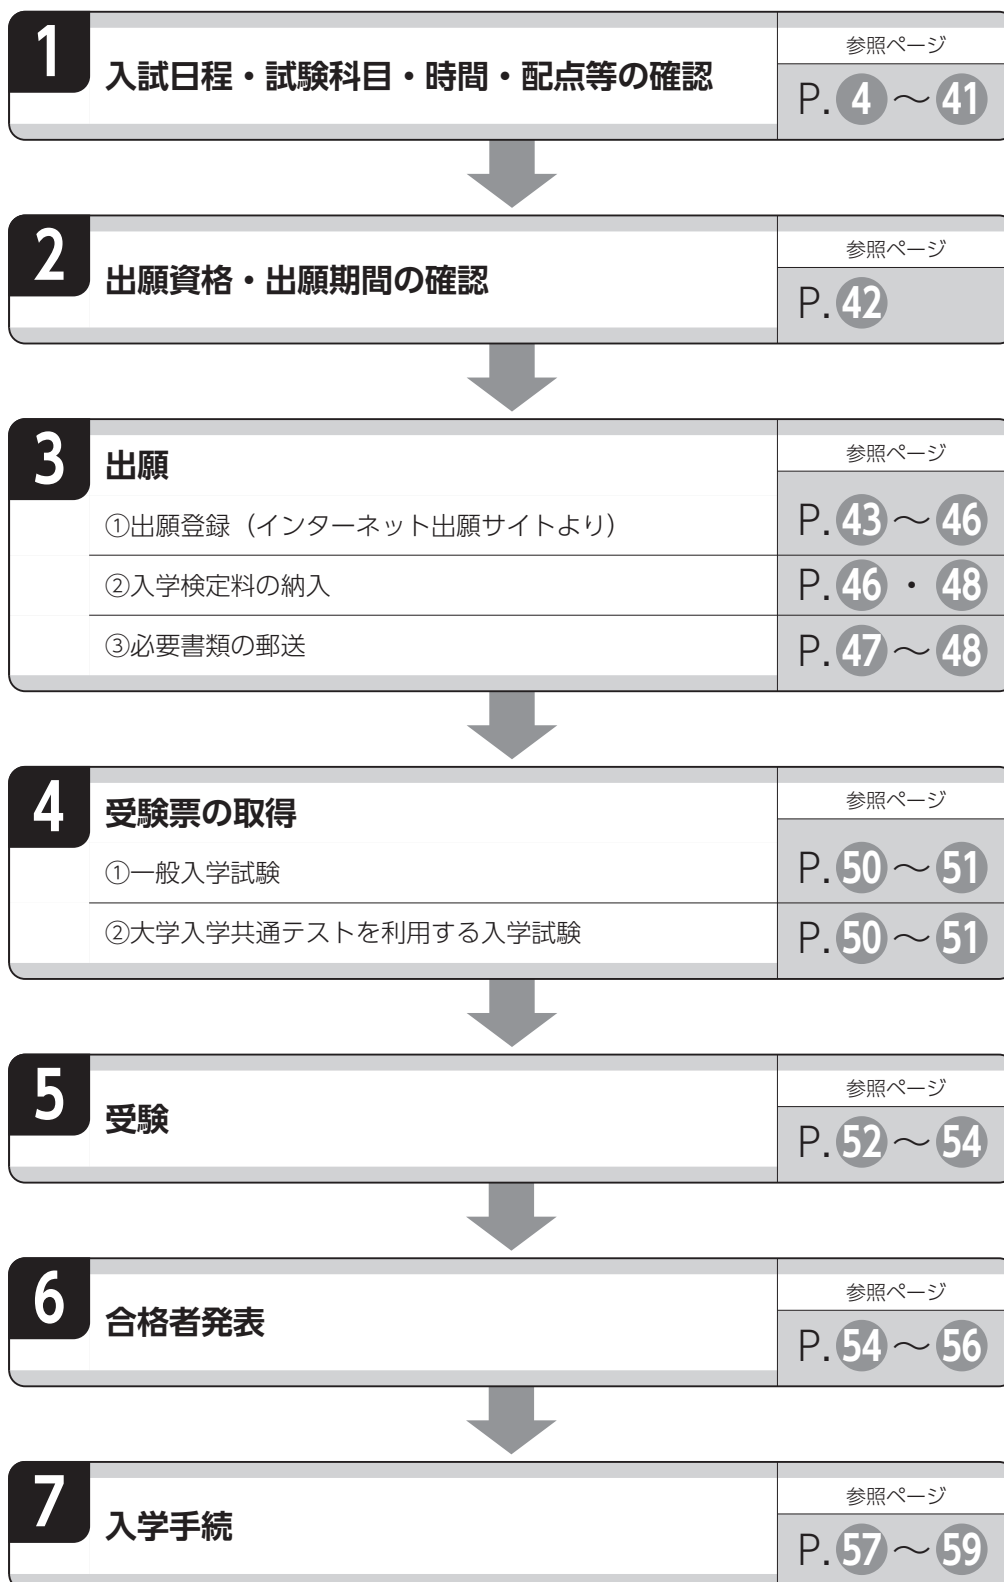 1
入試日程・試験科目・時間・配点等の確認
参照ページ
P.4～41
2
出願資格・出願期間の確認
参照ページ
P.42
3
出願
参照ページ
①出願登録（インターネット出願サイトより）
P.43～46
②入学検定料の納入
P.46・48
③必要書類の郵送
P.47～48
4
受験票の取得
参照ページ
①一般入学試験
P.50～51
②大学入学共通テストを利用する入学試験
P.50～51
5
受験
参照ページ
P.52～54
6
合格者発表
参照ページ
P.54～56
7
入学手続
参照ページ
P.57～59